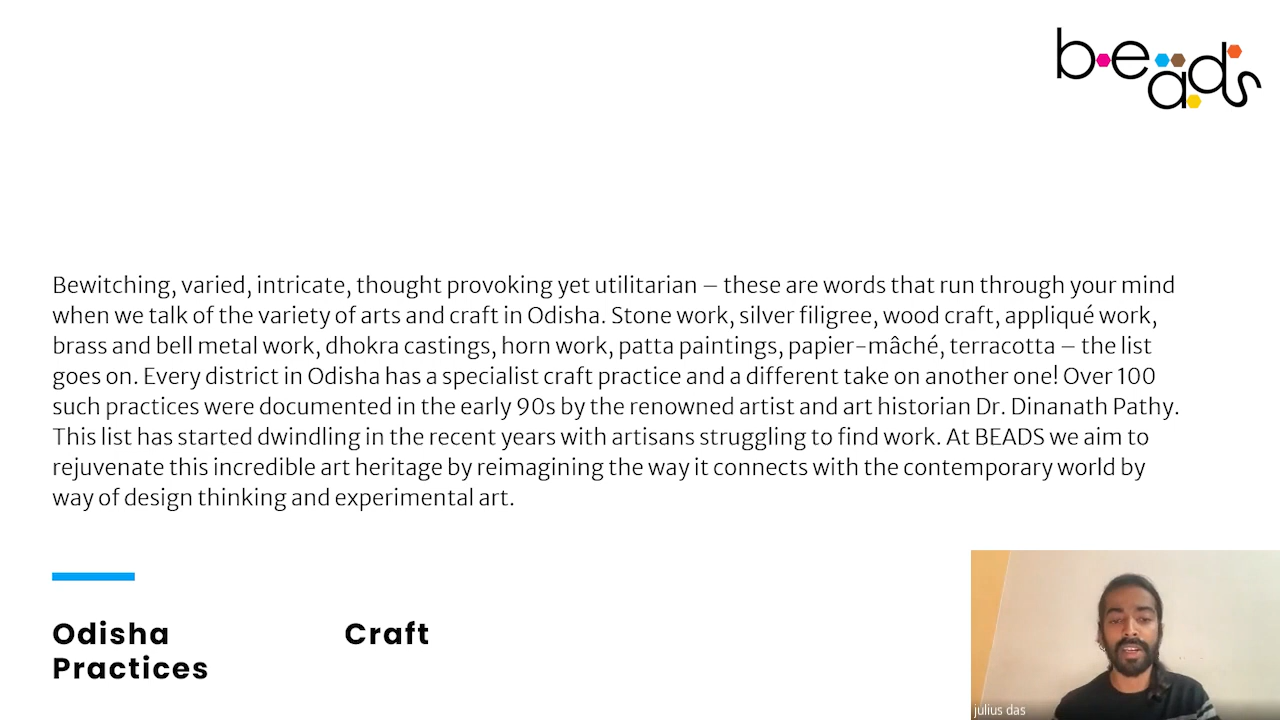 beads
Bewitching, varied, intricate, thought provoking yet utilitarian – these are words that run through your mind
when we talk of the variety of arts and craft in Odisha. Stone work, silver filigree, wood craft, appliqué work,
brass and bell metal work, dhokra castings, horn work, patta paintings, papier-mâché, terracotta – the list
goes on. Every district in Odisha has a specialist craft practice and a different take on another one! Over 100
such practices were documented in the early 90s by the renowned artist and art historian Dr. Dinanath Pathy.
This list has started dwindling in the recent years with artisans struggling to find work. At BEADS we aim to
rejuvenate this incredible art heritage by reimagining the way it connects with the contemporary world by
way of design thinking and experimental art.
Odisha Craft
Practices
julius das